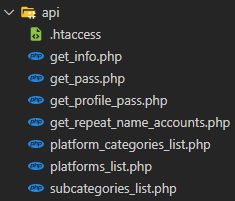 api
.htaccess
get_info.php
get_pass.php
get_profile_pass.php
get_repeat_name_accounts.php
platform_categories_list.php
platforms_list.php
subcategories_list.php